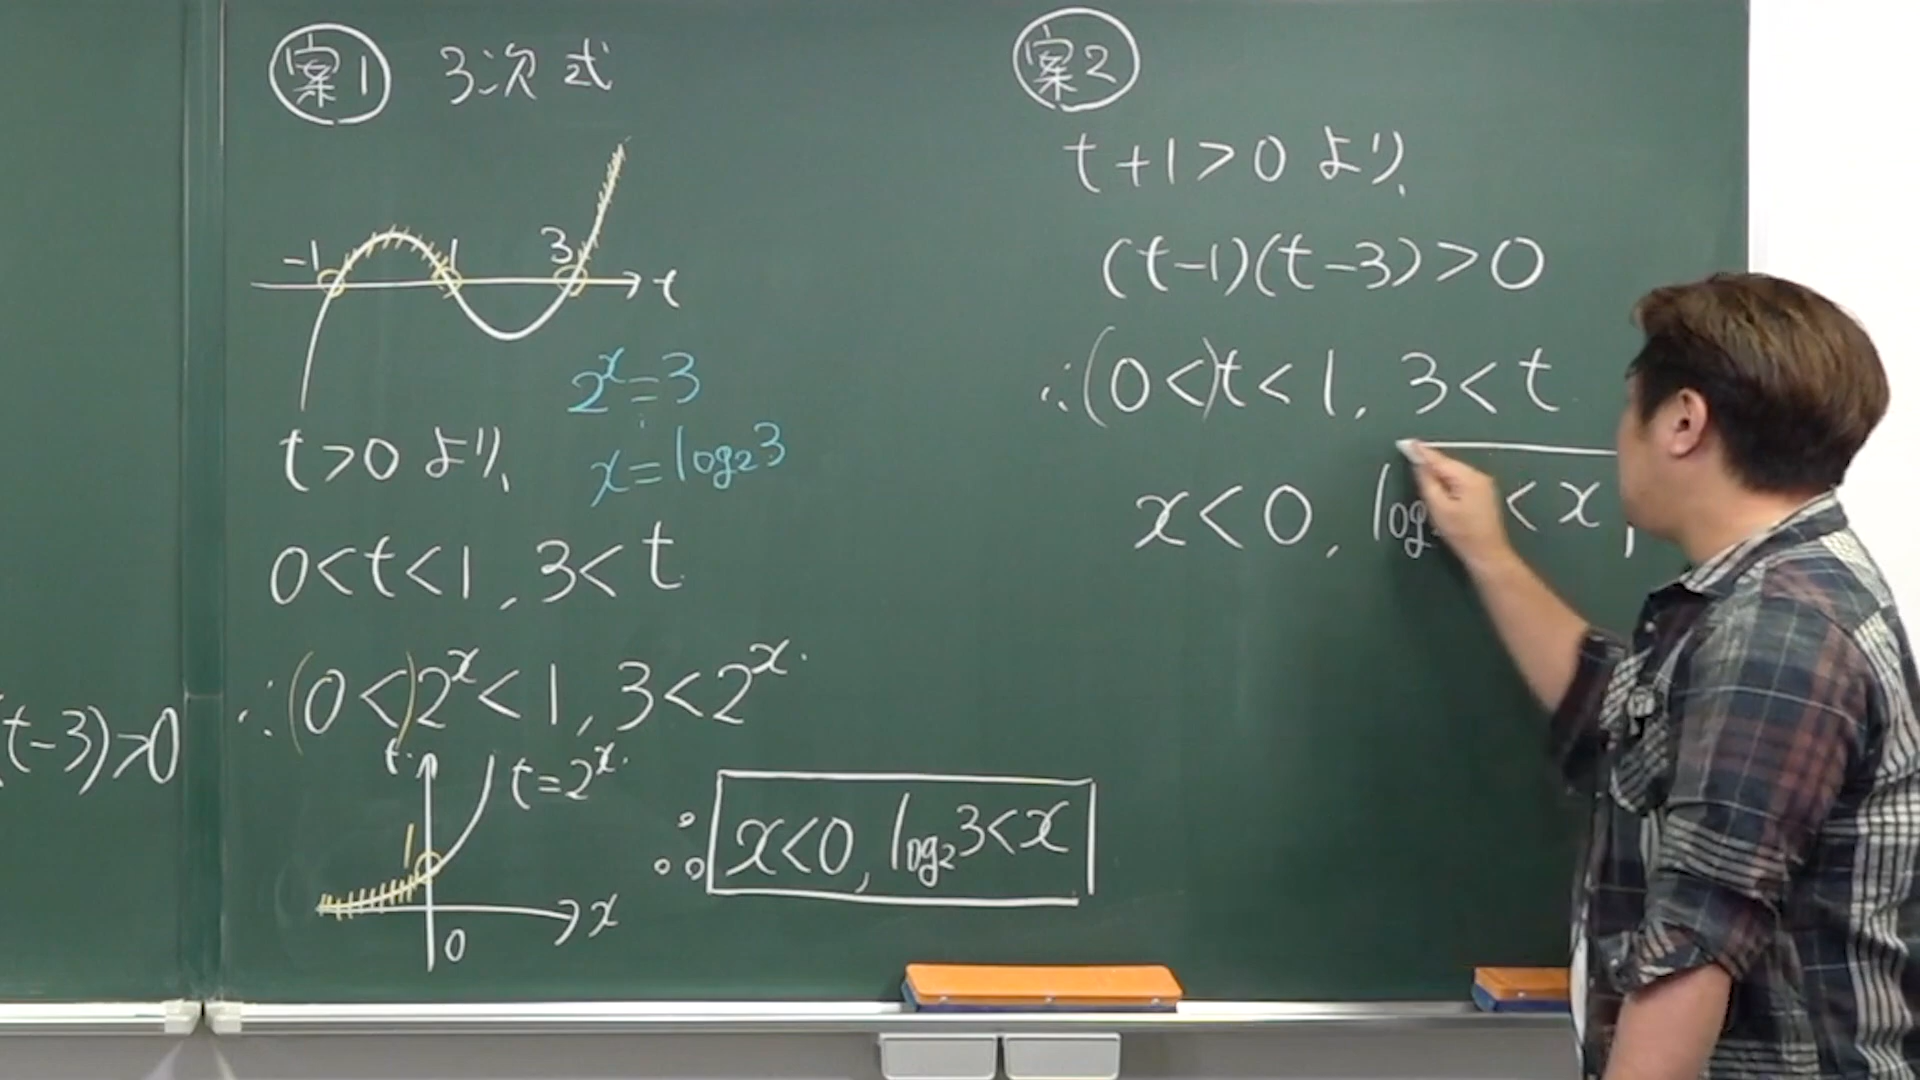 (t-3)>0
案1 3次式
-1 1 3 t
2^x=3
x=log₂3
t>0より、
0<t<1, 3<t
∴(0<)2^x<1, 3<2^x.
t
t=2^x.
1
0
x
∴ x<0, log₂3<x
案2
t+1>0より、
(t-1)(t-3)>0
∴(0<)t<1, 3<t
x<0, log <x